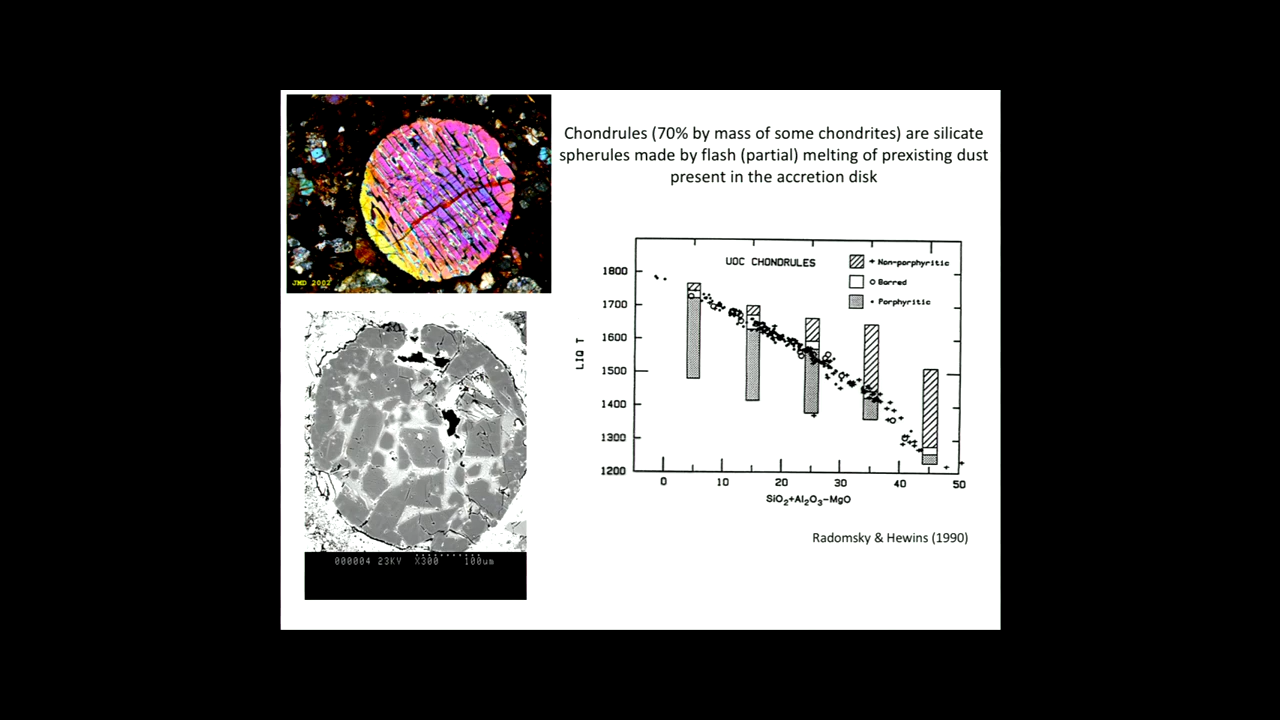 JMD 2002
Chondrules (70% by mass of some chondrites) are silicate
spherules made by flash (partial) melting of prexisting dust
present in the accretion disk
UOC CHONDRULES
+ Non-porphyritic
o Barred
• Porphyritic
LIQ T
1800
1700
1600
1500
1400
1300
1200
0 10 20 30 40 50
SiO₂+Al₂O₃-MgO
Radomsky & Hewins (1990)
000004 23KV X300 100um